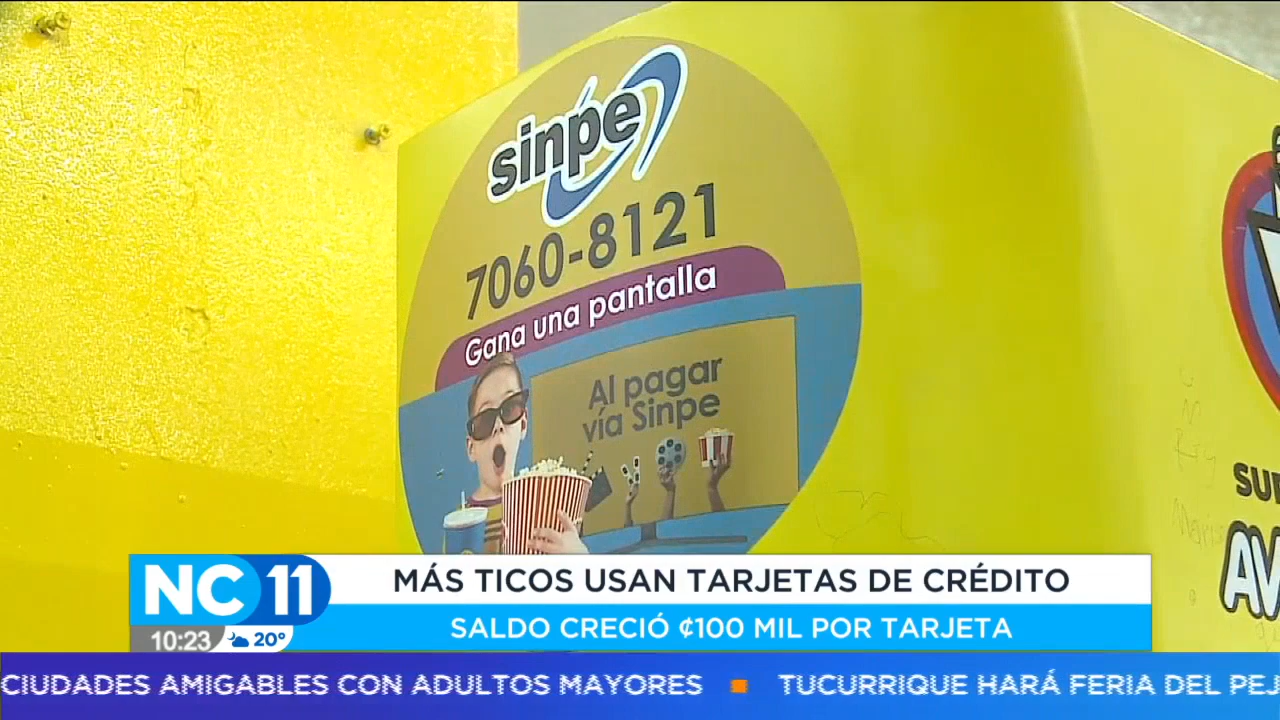 sinpe
7060-8121
Gana una pantalla
Al pagar
vía Sinpe
NC 11
10:23 20°
MÁS TICOS USAN TARJETAS DE CRÉDITO
SALDO CRECIÓ ¢100 MIL POR TARJETA
CIUDADES AMIGABLES CON ADULTOS MAYORES ■ TUCURRIQUE HARÁ FERIA DEL PEJ